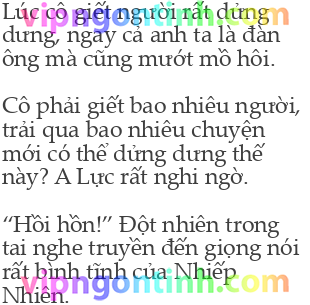 Lúc cô giết người rất dửng
dưng, ngay cả anh ta là đàn
ông mà cũng mướt mồ hôi.
Cô phải giết bao nhiêu người,
trải qua bao nhiêu chuyện
mới có thể dửng dưng thế
này? A Lực rất nghi ngờ.
“Hồi hồn!” Đột nhiên trong
tai nghe truyền đến giọng nói
rất bình tĩnh của Nhiếp
Nhiên.
vipngontinh.com
vipngontinh.com